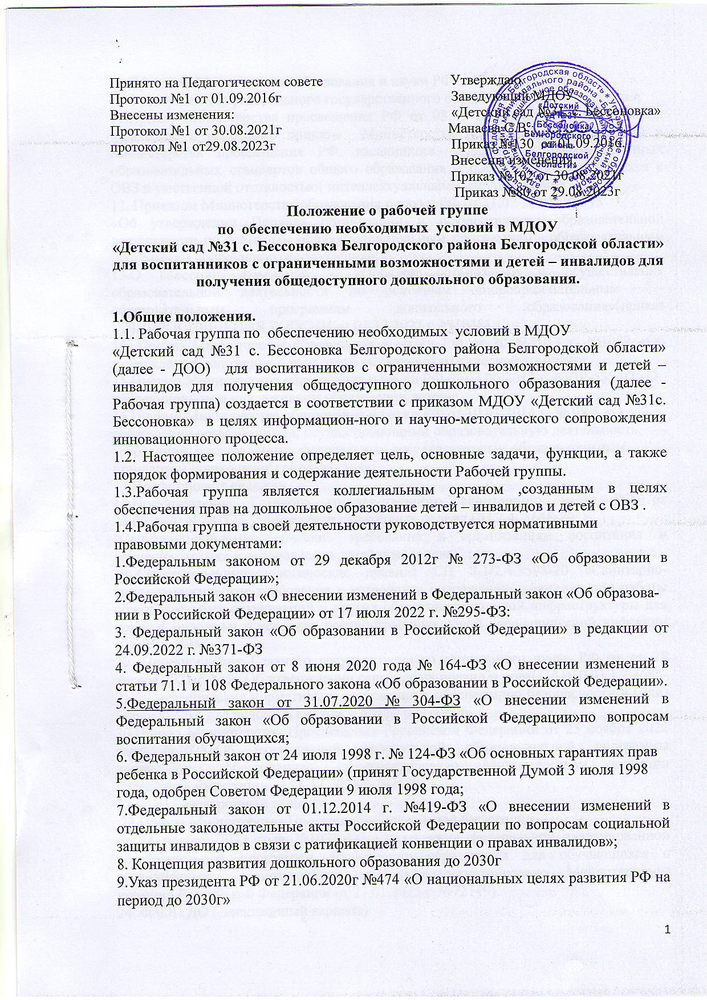 Принято на Педагогическом совете
Протокол №1 от 01.09.2016г
Внесены изменения:
Протокол №1 от 30.08.2021г
протокол №1 от29.08.2023г
Утверждаю
Заведующий МДОУ
«Детский сад №31 с. Бессоновка»
Манаева С.В.
Приказ №130 от 01.09.2016.
Внесены изменения:
Приказ №102 от 30.08.2021г
Приказ №80 от 29.08.2023г
«Детский
сад №31
с. Бессоновка
Белгородского
района
Белгородской
области»
Положение о рабочей группе
по обеспечению необходимых условий в МДОУ
«Детский сад №31 с. Бессоновка Белгородского района Белгородской области»
для воспитанников с ограниченными возможностями и детей – инвалидов для
получения общедоступного дошкольного образования.
1.Общие положения.
1.1. Рабочая группа по обеспечению необходимых условий в МДОУ
«Детский сад №31 с. Бессоновка Белгородского района Белгородской области»
(далее - ДОО) для воспитанников с ограниченными возможностями и детей –
инвалидов для получения общедоступного дошкольного образования (далее -
Рабочая группа) создается в соответствии с приказом МДОУ «Детский сад №31с.
Бессоновка» в целях информацион-ного и научно-методического сопровождения
инновационного процесса.
1.2. Настоящее положение определяет цель, основные задачи, функции, а также
порядок формирования и содержание деятельности Рабочей группы.
1.3.Рабочая группа является коллегиальным органом ,созданным в целях
обеспечения прав на дошкольное образование детей – инвалидов и детей с ОВЗ .
1.4.Рабочая группа в своей деятельности руководствуется нормативными
правовыми документами:
1.Федеральным законом от 29 декабря 2012г № 273-ФЗ «Об образовании в
Российской Федерации»;
2.Федеральный закон «О внесении изменений в Федеральный закон «Об образова-
нии в Российской Федерации» от 17 июля 2022 г. №295-ФЗ:
3. Федеральный закон «Об образовании в Российской Федерации» в редакции от
24.09.2022 г. №371-ФЗ
4. Федеральный закон от 8 июня 2020 года № 164-ФЗ «О внесении изменений в
статьи 71.1 и 108 Федерального закона «Об образовании в Российской Федерации».
5.Федеральный закон от 31.07.2020 № 304-ФЗ «О внесении изменений в
Федеральный закон «Об образовании в Российской Федерации»по вопросам
воспитания обучающихся;
6. Федеральный закон от 24 июля 1998 г. № 124-ФЗ «Об основных гарантиях прав
ребенка в Российской Федерации» (принят Государственной Думой 3 июля 1998
года, одобрен Советом Федерации 9 июля 1998 года;
7.Федеральный закон от 01.12.2014 г. №419-ФЗ «О внесении изменений в
отдельные законодательные акты Российской Федерации по вопросам социальной
защиты инвалидов в связи с ратификацией конвенции о правах инвалидов»;
8. Концепция развития дошкольного образования до 2030г
9.Указ президента РФ от 21.06.2020г №474 «О национальных целях развития РФ на
период до 2030г»
1